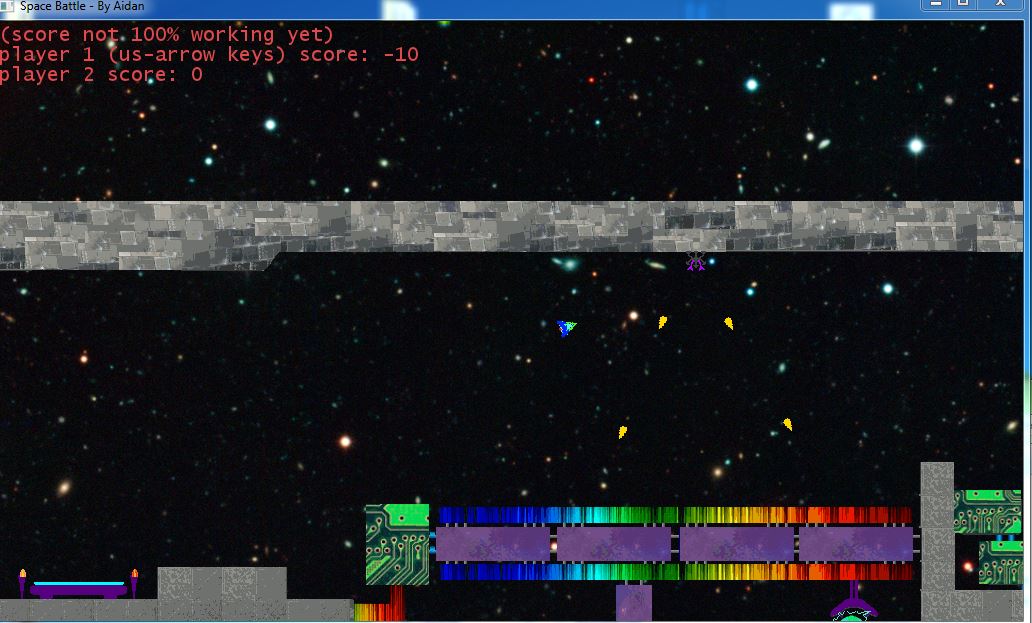 Space Battle - By Aidan
(score not 100% working yet)
player 1 (us-arrow keys) score: -10
player 2 score: 0